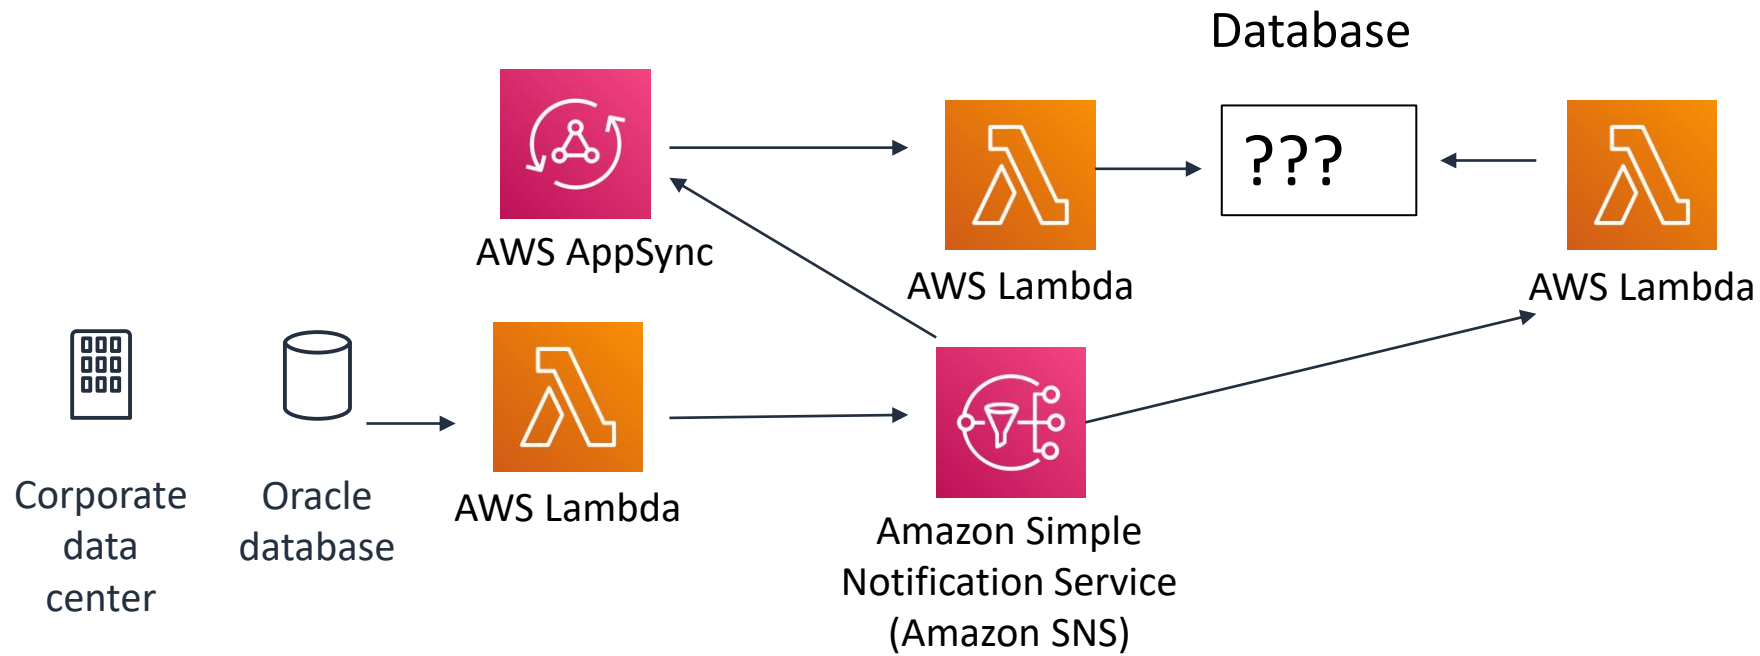 Database
???
AWS AppSync
AWS Lambda
AWS Lambda
Corporate
data
center
Oracle
database
AWS Lambda
Amazon Simple
Notification Service
(Amazon SNS)